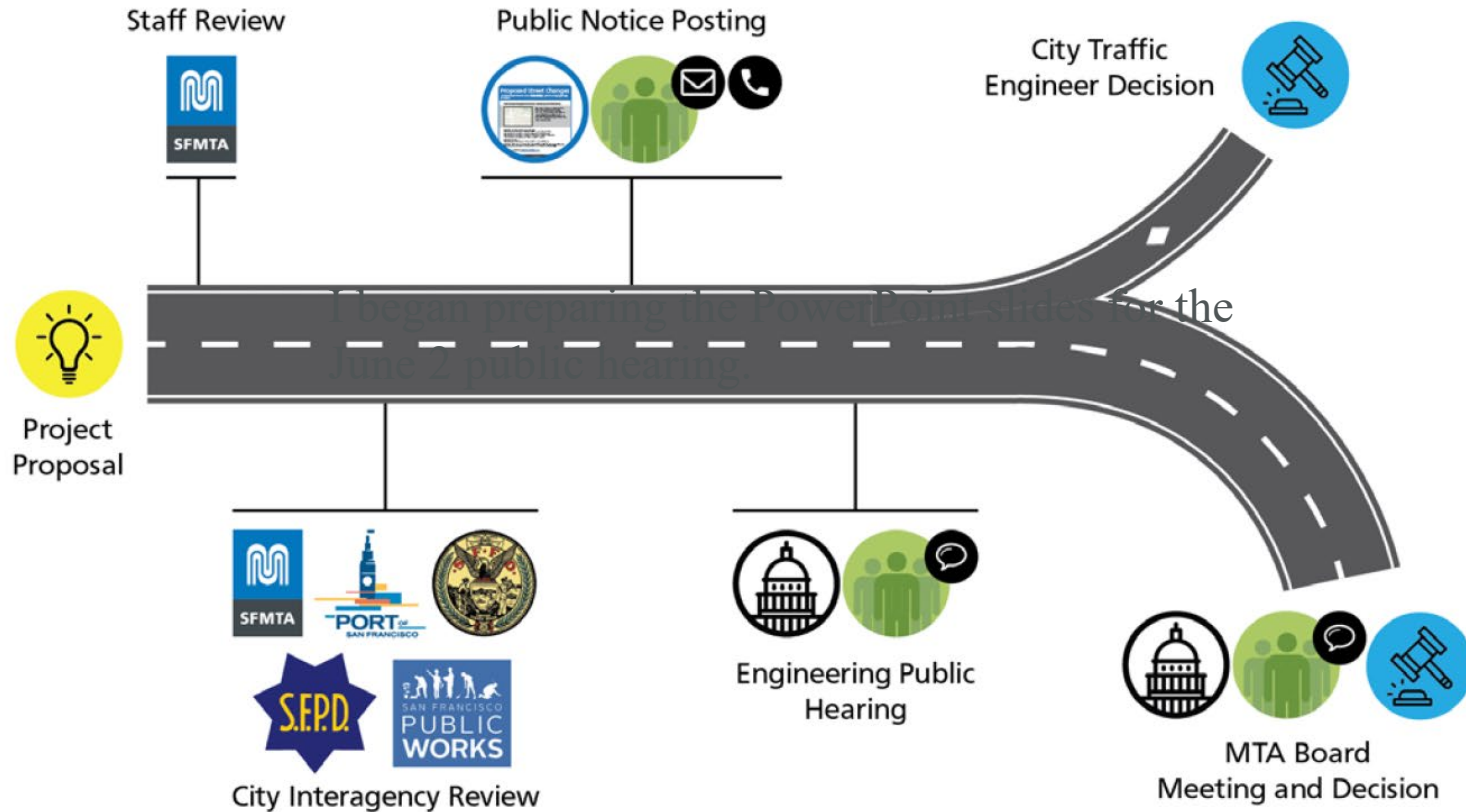 Staff Review
Public Notice Posting
City Traffic
Engineer Decision
SFMTA
Proposed Street Changes
I began preparing the PowerPoint slides for the
June 2 public hearing.
Project
Proposal
SFMTA
PORT OF
SAN FRANCISCO
S.F.P.D.
SAN FRANCISCO
PUBLIC
WORKS
City Interagency Review
Engineering Public
Hearing
MTA Board
Meeting and Decision